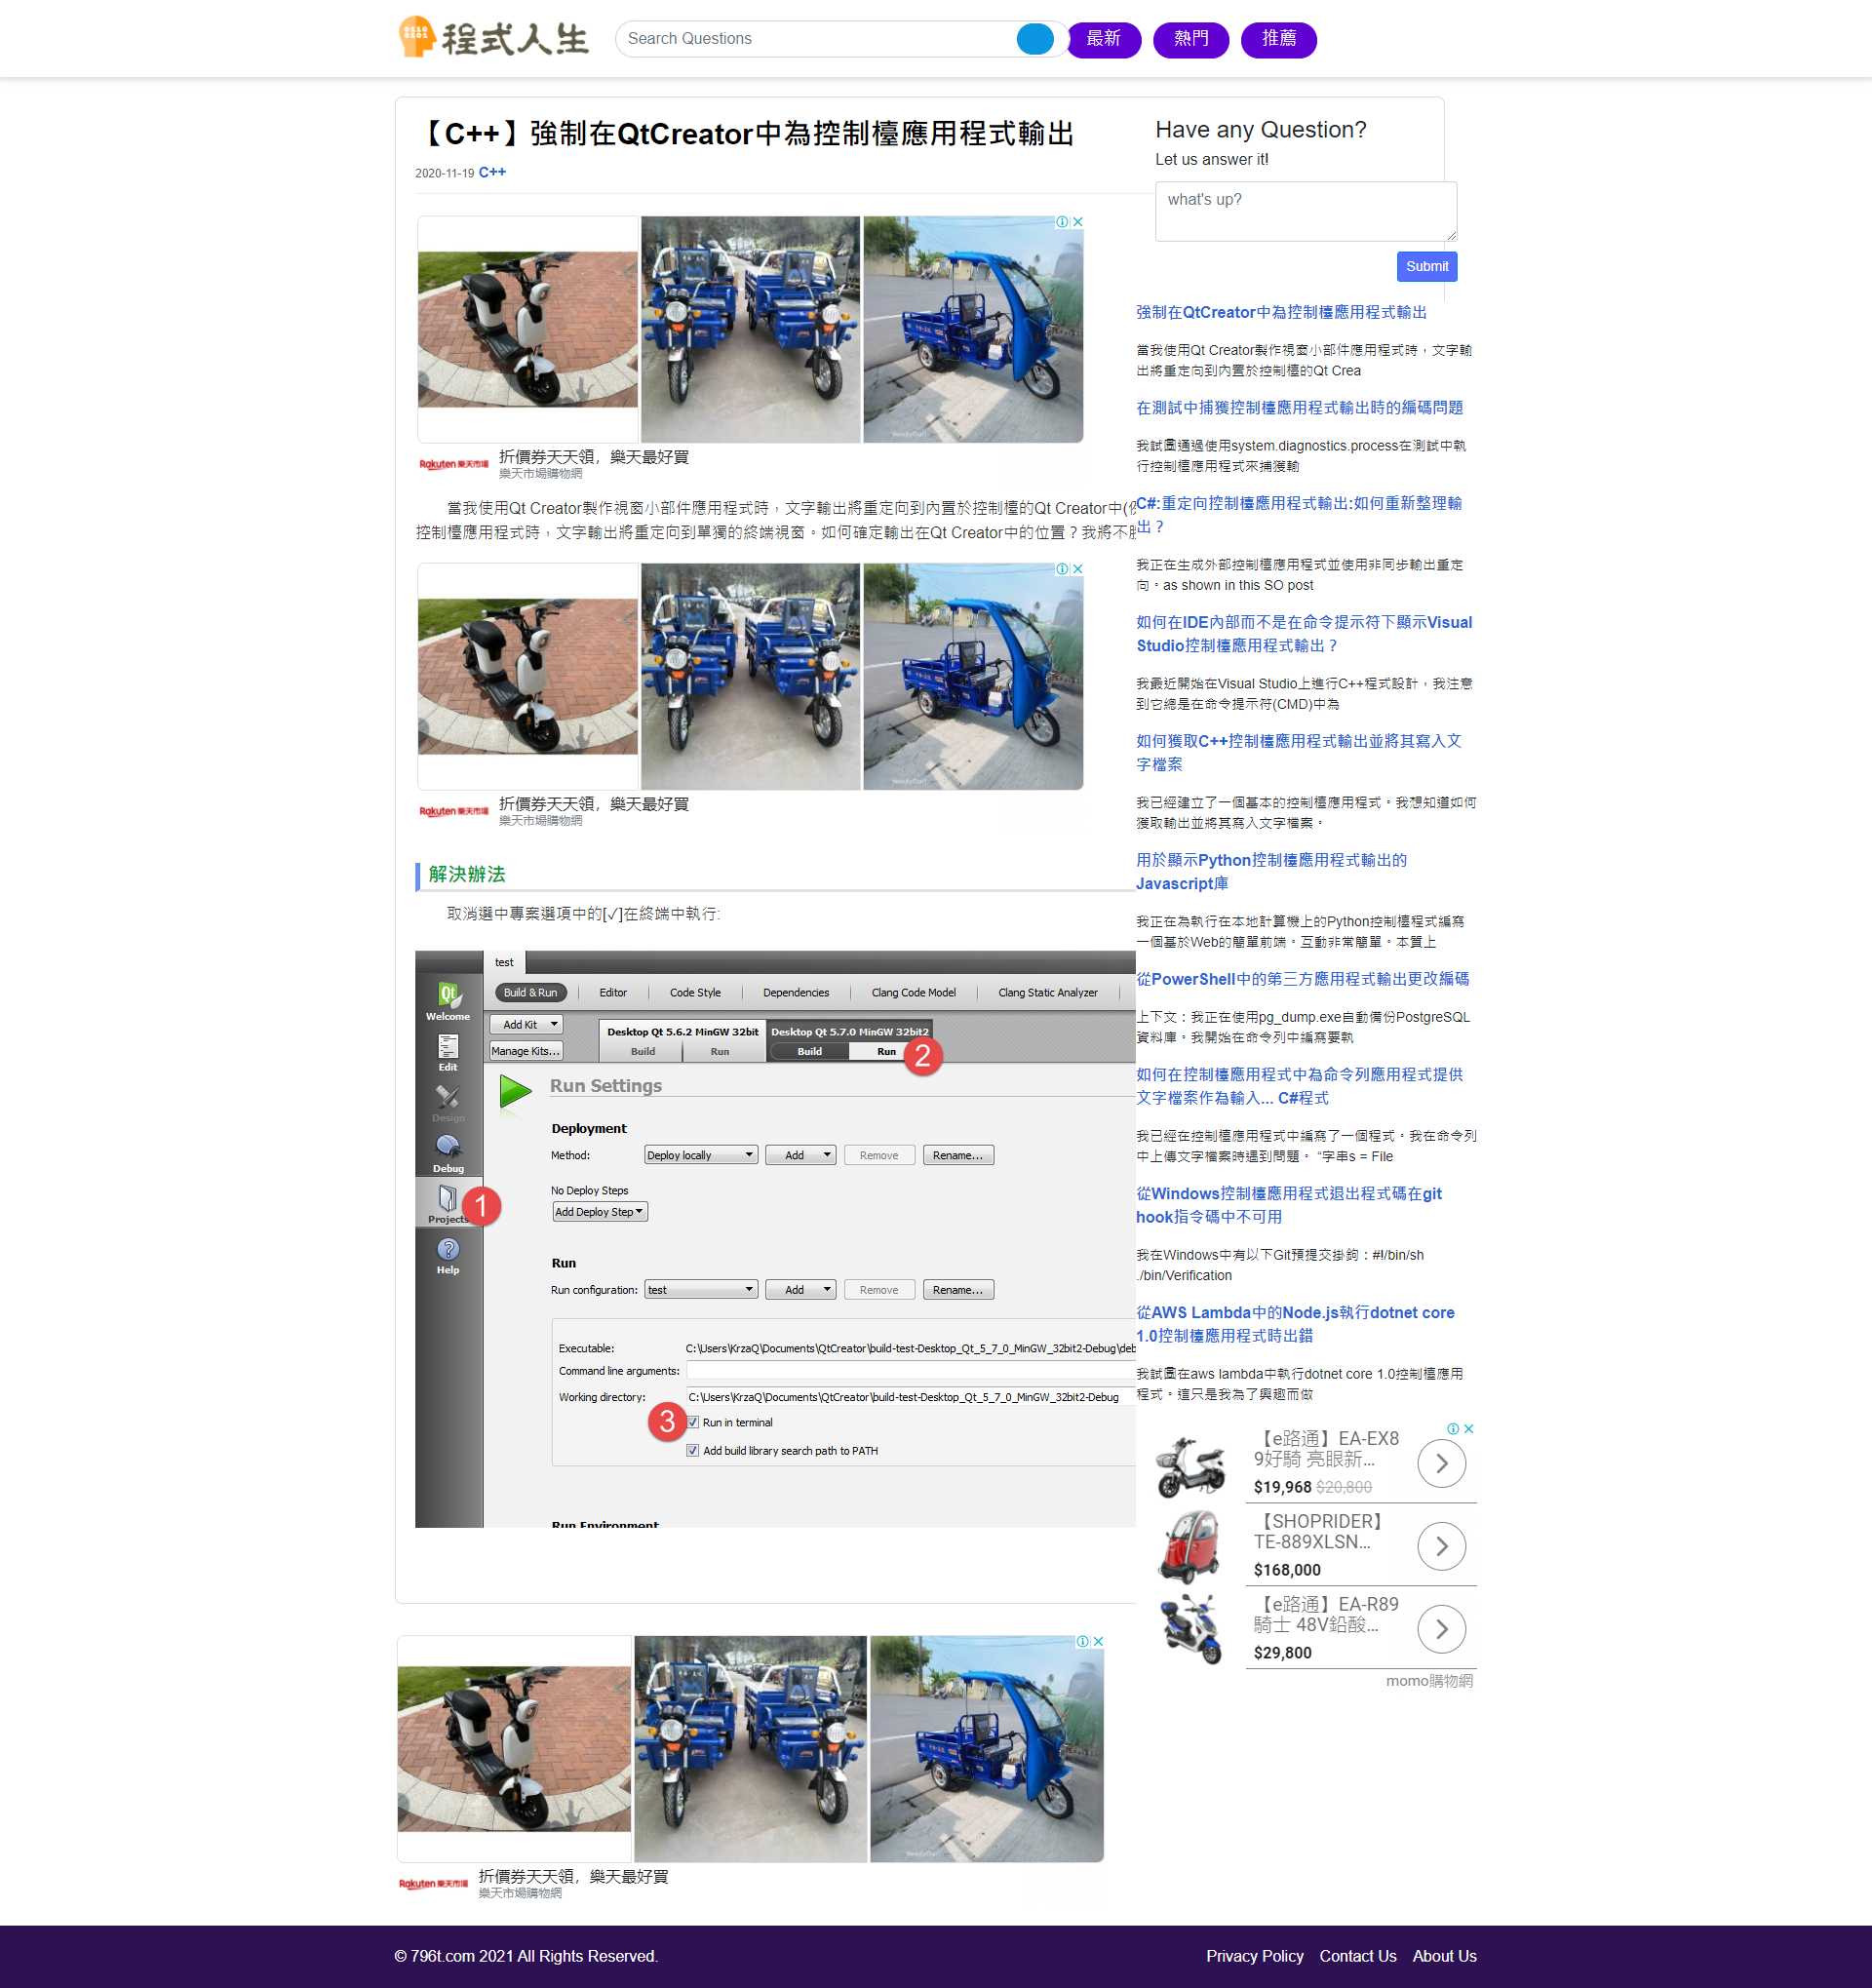 程式人生
Search Questions
最新
熱門
推薦
【C++】強制在QtCreator中為控制檯應用程式輸出
2020-11-19 C++
折價券天天領，樂天最好買
Rakuten 樂天市場
樂天市場購物網
當我使用Qt Creator製作視窗小部件應用程式時，文字輸出將重定向到內置於控制檯的Qt Creator中(
控制檯應用程式時，文字輸出將重定向到單獨的終端視窗。如何確定輸出在Qt Creator中的位置？我將不
折價券天天領，樂天最好買
Rakuten 樂天市場
樂天市場購物網
解決辦法
取消選中專案選項中的[✓]在終端中執行:
test
Build & Run
Editor
Code Style
Dependencies
Clang Code Model
Clang Static Analyzer
Welcome
Edit
Design
Debug
Projects
Help
Add Kit
Manage Kits...
Desktop Qt 5.6.2 MinGW 32bit
Build
Run
Desktop Qt 5.7.0 MinGW 32bit2
Build
Run
2
Run Settings
Deployment
Method:
Deploy locally
Add
Remove
Rename...
No Deploy Steps
Add Deploy Step
1
Run
Run configuration:
test
Add
Remove
Rename...
Executable:
C:\Users\KrzaQ\Documents\QtCreator\build-test-Desktop_Qt_5_7_0_MinGW_32bit2-Debug\deb
Command line arguments:
Working directory:
C:\Users\KrzaQ\Documents\QtCreator\build-test-Desktop_Qt_5_7_0_MinGW_32bit2-Debug
3
Run in terminal
Add build library search path to PATH
Run Environment
Have any Question?
Let us answer it!
what's up?
Submit
強制在QtCreator中為控制檯應用程式輸出
當我使用Qt Creator製作視窗小部件應用程式時，文字輸
出將重定向到內置於控制檯的Qt Crea
在測試中捕獲控制檯應用程式輸出時的編碼問題
我試圖通過使用system.diagnostics.process在測試中執
行控制檯應用程式來捕獲輸
C#:重定向控制檯應用程式輸出:如何重新整理輸
出？
我正在生成外部控制檯應用程式並使用非同步輸出重定
向。as shown in this SO post
如何在IDE內部而不是在命令提示符下顯示Visual
Studio控制檯應用程式輸出？
我最近開始在Visual Studio上進行C++程式設計，我注意
到它總是在命令提示符(CMD)中為
如何獲取C++控制檯應用程式輸出並將其寫入文
字檔案
我已經建立了一個基本的控制檯應用程式。我想知道如何
獲取輸出並將其寫入文字檔案。
用於顯示Python控制檯應用程式輸出的
Javascript庫
我正在為執行在本地計算機上的Python控制檯程式編寫
一個基於Web的簡單前端。互動非常簡單。本質上
從PowerShell中的第三方應用程式輸出更改編碼
上下文：我正在使用pg_dump.exe自動備份PostgreSQL
資料庫。我開始在命令列中編寫要執
如何在控制檯應用程式中為命令列應用程式提供
文字檔案作為輸入... C#程式
我已經在控制檯應用程式中編寫了一個程式。我在命令列
中上傳文字檔案時遇到問題。 “字串s = File
從Windows控制檯應用程式退出程式碼在git
hook指令碼中不可用
我在Windows中有以下Git預提交掛鉤：#!/bin/sh
./bin/Verification
從AWS Lambda中的Node.js執行dotnet core
1.0控制檯應用程式時出錯
我試圖在aws lambda中執行dotnet core 1.0控制檯應用
程式。這只是我為了興趣而做
【e路通】EA-EX8
9好騎 亮眼新...
$19,968 $20,800
【SHOPRIDER】
TE-889XLSN...
$168,000
【e路通】EA-R89
騎士 48V鉛酸...
$29,800
momo購物網
折價券天天領，樂天最好買
Rakuten 樂天市場
樂天市場購物網
© 796t.com 2021 All Rights Reserved.
Privacy Policy
Contact Us
About Us